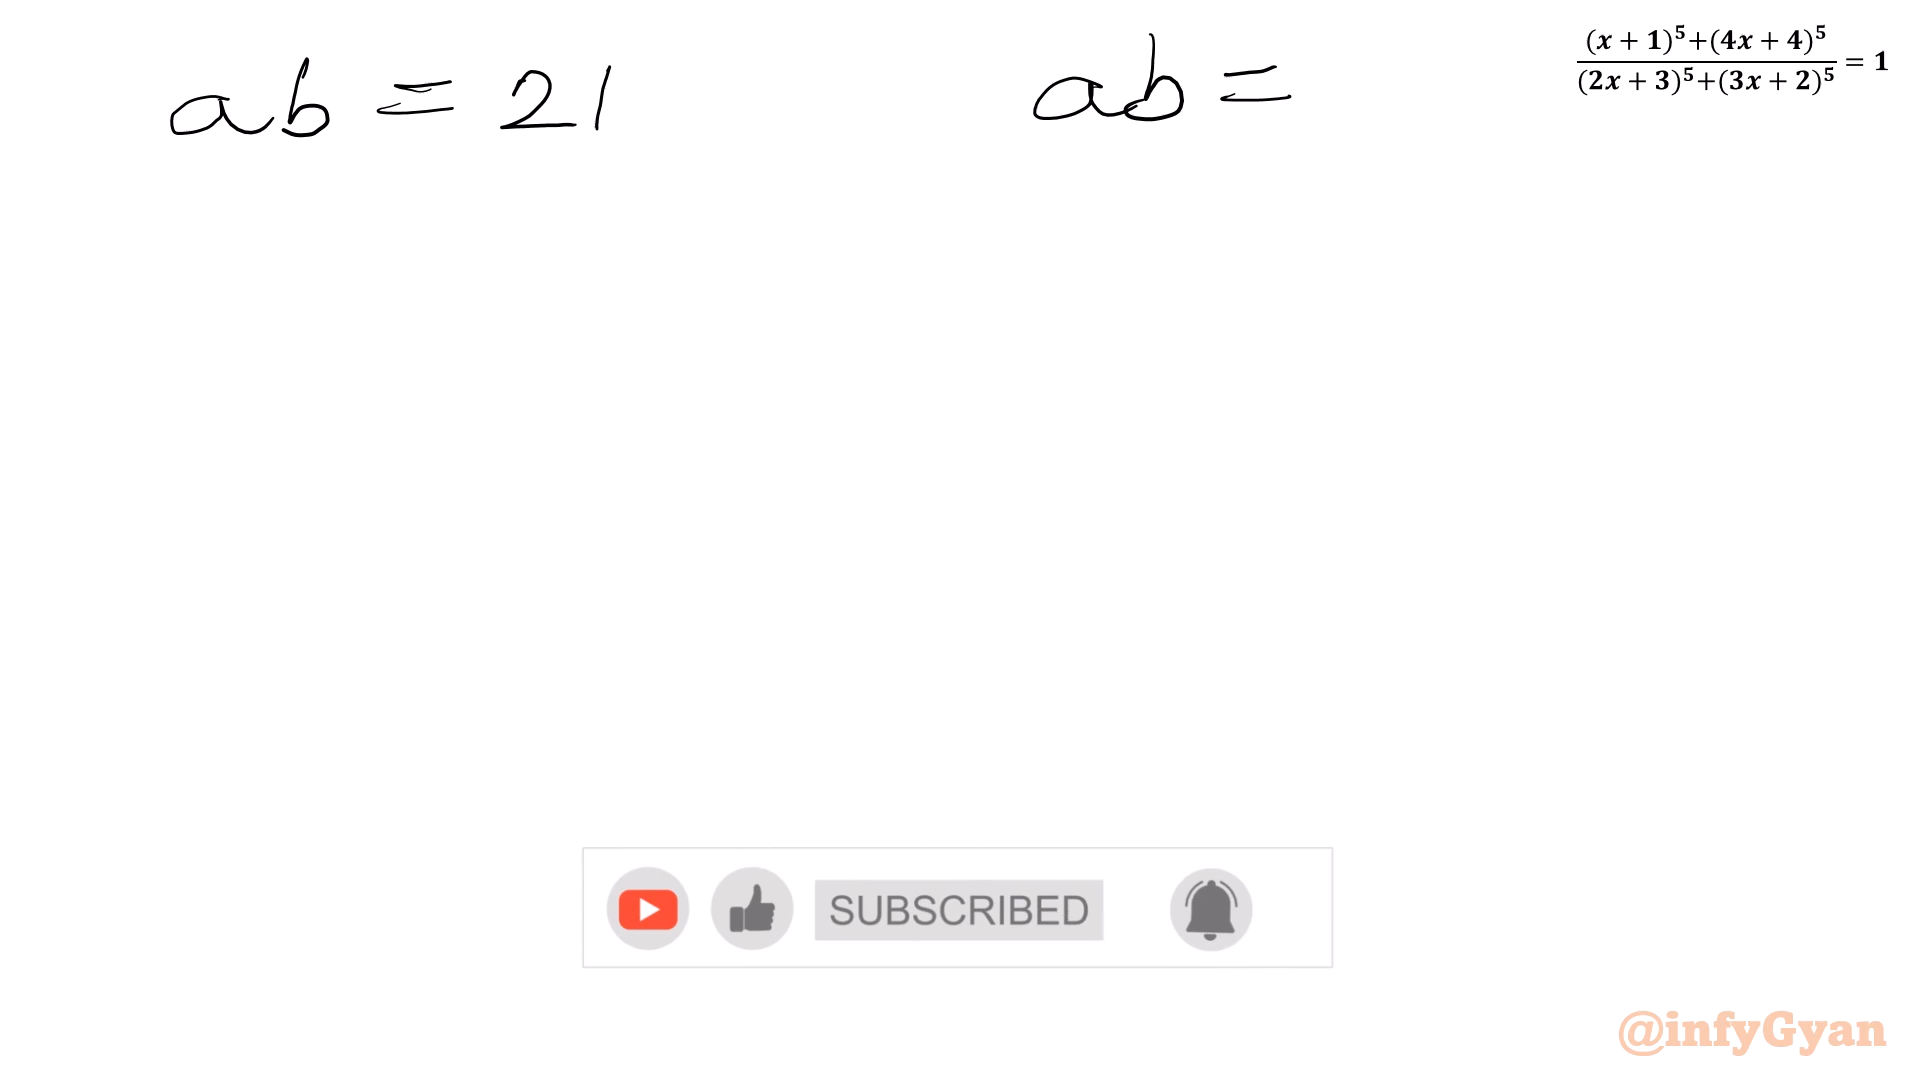 ab = 21
ab =
(x + 1)⁵+(4x + 4)⁵
(2x + 3)⁵+(3x + 2)⁵ = 1
SUBSCRIBED
@infyGyan